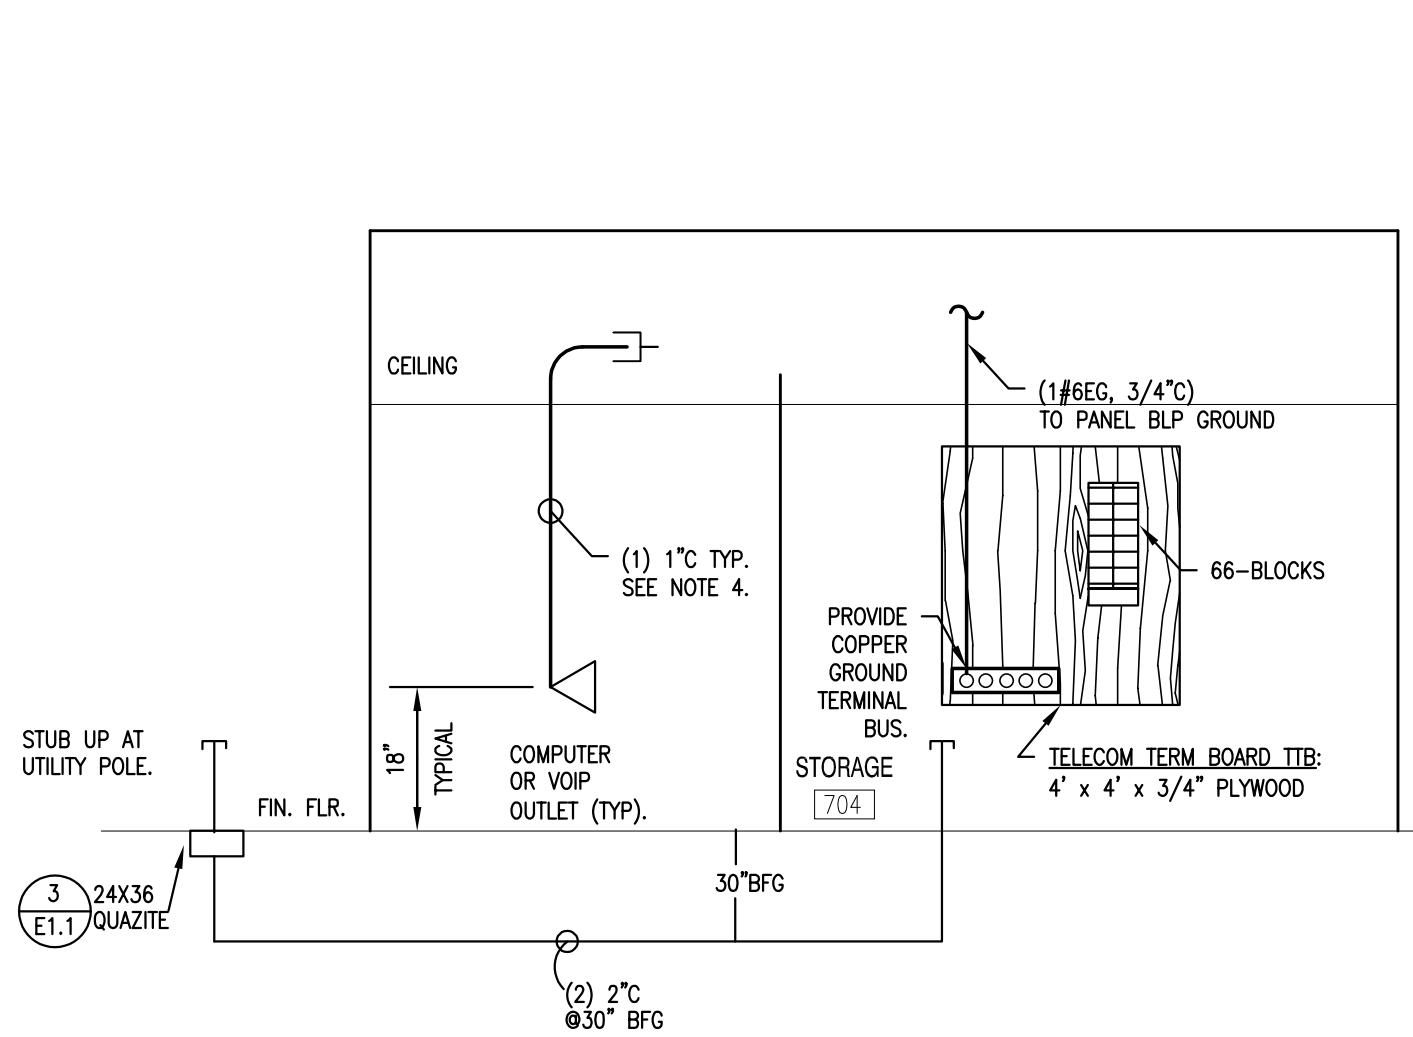 CEILING
(1#6EG, 3/4"C)
TO PANEL BLP GROUND
(1) 1"C TYP.
SEE NOTE 4.
66-BLOCKS
PROVIDE
COPPER
GROUND
TERMINAL
BUS.
STUB UP AT
UTILITY POLE.
18"
TYPICAL
COMPUTER
OR VOIP
OUTLET (TYP).
STORAGE
704
TELECOM TERM BOARD TTB:
4' x 4' x 3/4" PLYWOOD
FIN. FLR.
3
E1.1
24X36
QUAZITE
30"BFG
(2) 2"C
@30" BFG